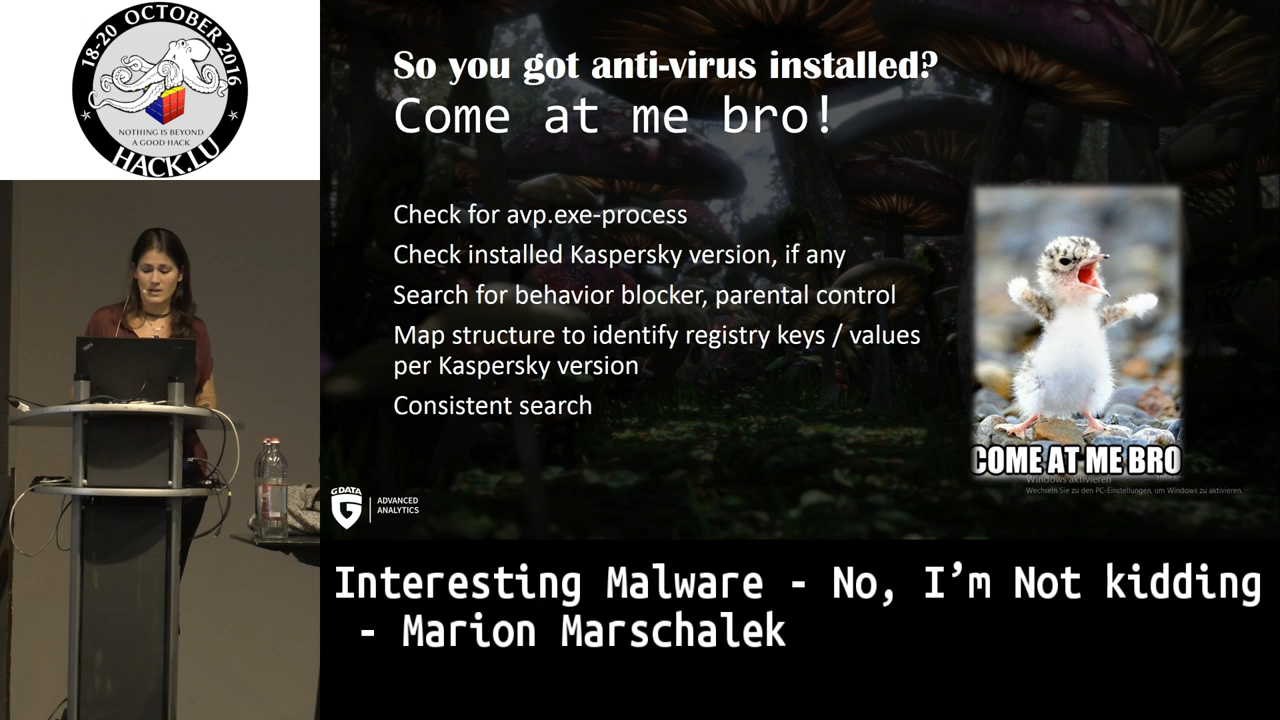 18-20 OCTOBER 2016
NOTHING IS BEYOND
A GOOD HACK
HACK.LU
So you got anti-virus installed?
Come at me bro!
Check for avp.exe-process
Check installed Kaspersky version, if any
Search for behavior blocker, parental control
Map structure to identify registry keys / values
per Kaspersky version
Consistent search
COME AT ME BRO
Windows aktivieren
Wechseln Sie zu den PC-Einstellungen, um Windows zu aktivieren.
G DATA
ADVANCED
ANALYTICS
Interesting Malware - No, I’m Not kidding
- Marion Marschalek